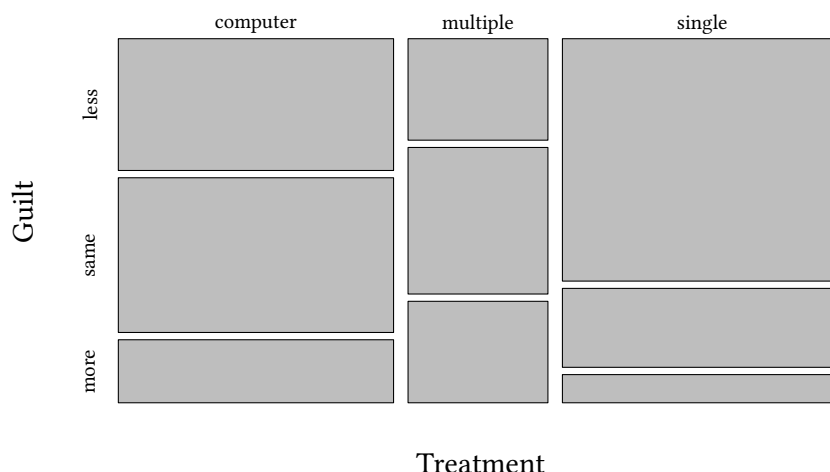 computer multiple single
less
Guilt
same
more
Treatment